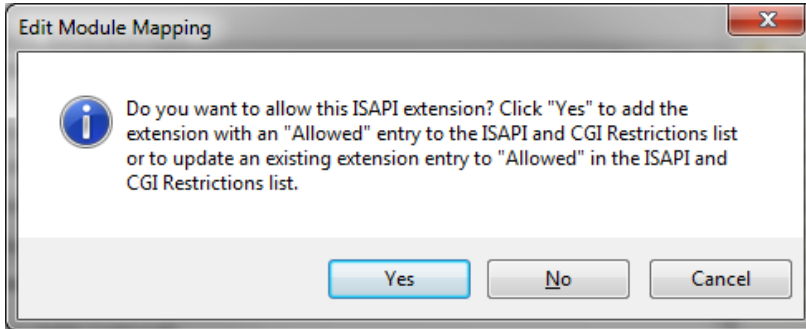 Edit Module Mapping
Do you want to allow this ISAPI extension? Click "Yes" to add the
extension with an "Allowed" entry to the ISAPI and CGI Restrictions list
or to update an existing extension entry to "Allowed" in the ISAPI and
CGI Restrictions list.
Yes No Cancel